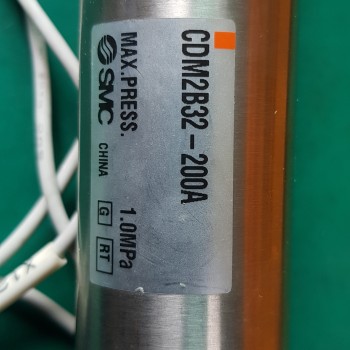 CDM2B32-200A
MAX.PRESS. 1.0MPa
SMC CHINA G RT